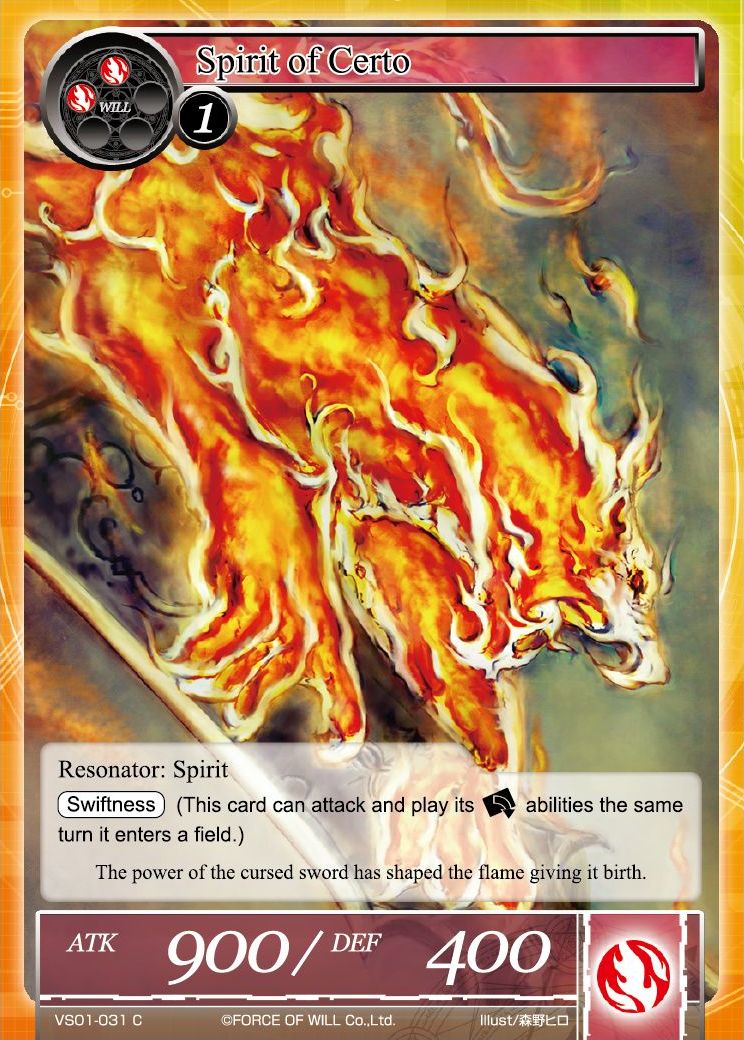 Spirit of Certo
WILL
1
Resonator: Spirit
Swiftness (This card can attack and play its abilities the same
turn it enters a field.)
The power of the cursed sword has shaped the flame giving it birth.
ATK 900/ DEF 400
VS01-031 C ©FORCE OF WILL Co.,Ltd. Illust/森野ヒロ